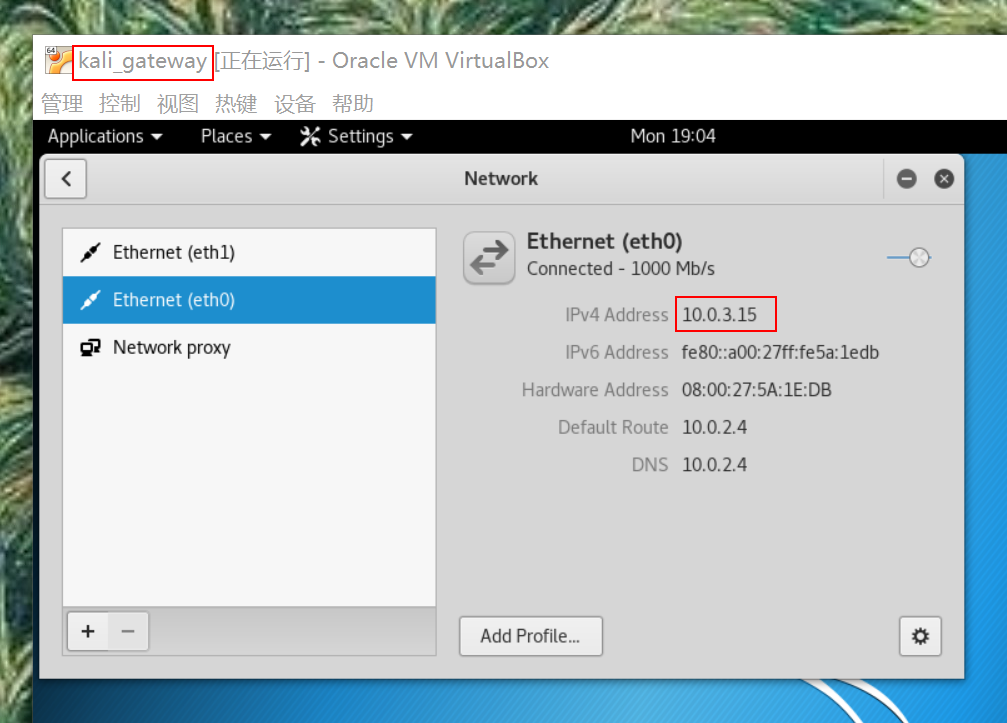 64
kali_gateway [正在运行] - Oracle VM VirtualBox
管理 控制 视图 热键 设备 帮助
Applications Places Settings Mon 19:04
Network
Ethernet (eth1)
Ethernet (eth0)
Network proxy
Ethernet (eth0)
Connected - 1000 Mb/s
IPv4 Address 10.0.3.15
IPv6 Address fe80::a00:27ff:fe5a:1edb
Hardware Address 08:00:27:5A:1E:DB
Default Route 10.0.2.4
DNS 10.0.2.4
+ −
Add Profile...